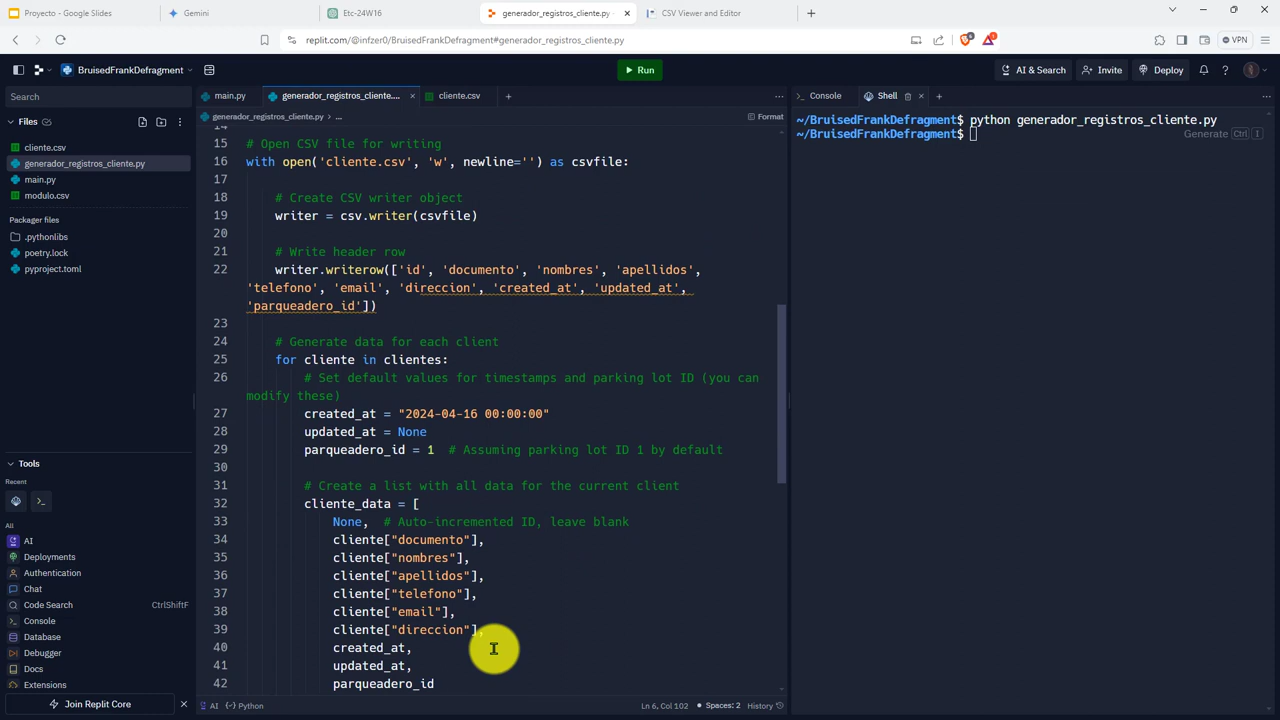 Proyecto - Google Slides
Gemini
Etc-24W16
generador_registros_cliente.py
CSV Viewer and Editor
replit.com/@infzer0/BruisedFrankDefragment#generador_registros_cliente.py
VPN
BruisedFrankDefragment
Run
AI & Search
Invite
Deploy
Search
main.py
generador_registros_cliente....
cliente.csv
Console
Shell
Files
generador_registros_cliente.py > ...
Format
~/BruisedFrankDefragment$ python generador_registros_cliente.py
~/BruisedFrankDefragment$
Generate Ctrl I
cliente.csv
generador_registros_cliente.py
main.py
modulo.csv
Packager files
.pythonlibs
poetry.lock
pyproject.toml
14
15 # Open CSV file for writing
16 with open('cliente.csv', 'w', newline='') as csvfile:
17
18 # Create CSV writer object
19 writer = csv.writer(csvfile)
20
21 # Write header row
22 writer.writerow(['id', 'documento', 'nombres', 'apellidos',
'telefono', 'email', 'direccion', 'created_at', 'updated_at',
'parqueadero_id'])
23
24 # Generate data for each client
25 for cliente in clientes:
26 # Set default values for timestamps and parking lot ID (you can
modify these)
27 created_at = "2024-04-16 00:00:00"
28 updated_at = None
29 parqueadero_id = 1 # Assuming parking lot ID 1 by default
30
31 # Create a list with all data for the current client
32 cliente_data = [
33 None, # Auto-incremented ID, leave blank
34 cliente["documento"],
35 cliente["nombres"],
36 cliente["apellidos"],
37 cliente["telefono"],
38 cliente["email"],
39 cliente["direccion"],
40 created_at,
41 updated_at,
42 parqueadero_id
Tools
Recent
All
AI
Deployments
Authentication
Chat
Code Search CtrlShiftF
Console
Database
Debugger
Docs
Extensions
Join Replit Core
AI
Python
Ln 6, Col 102
Spaces: 2
History